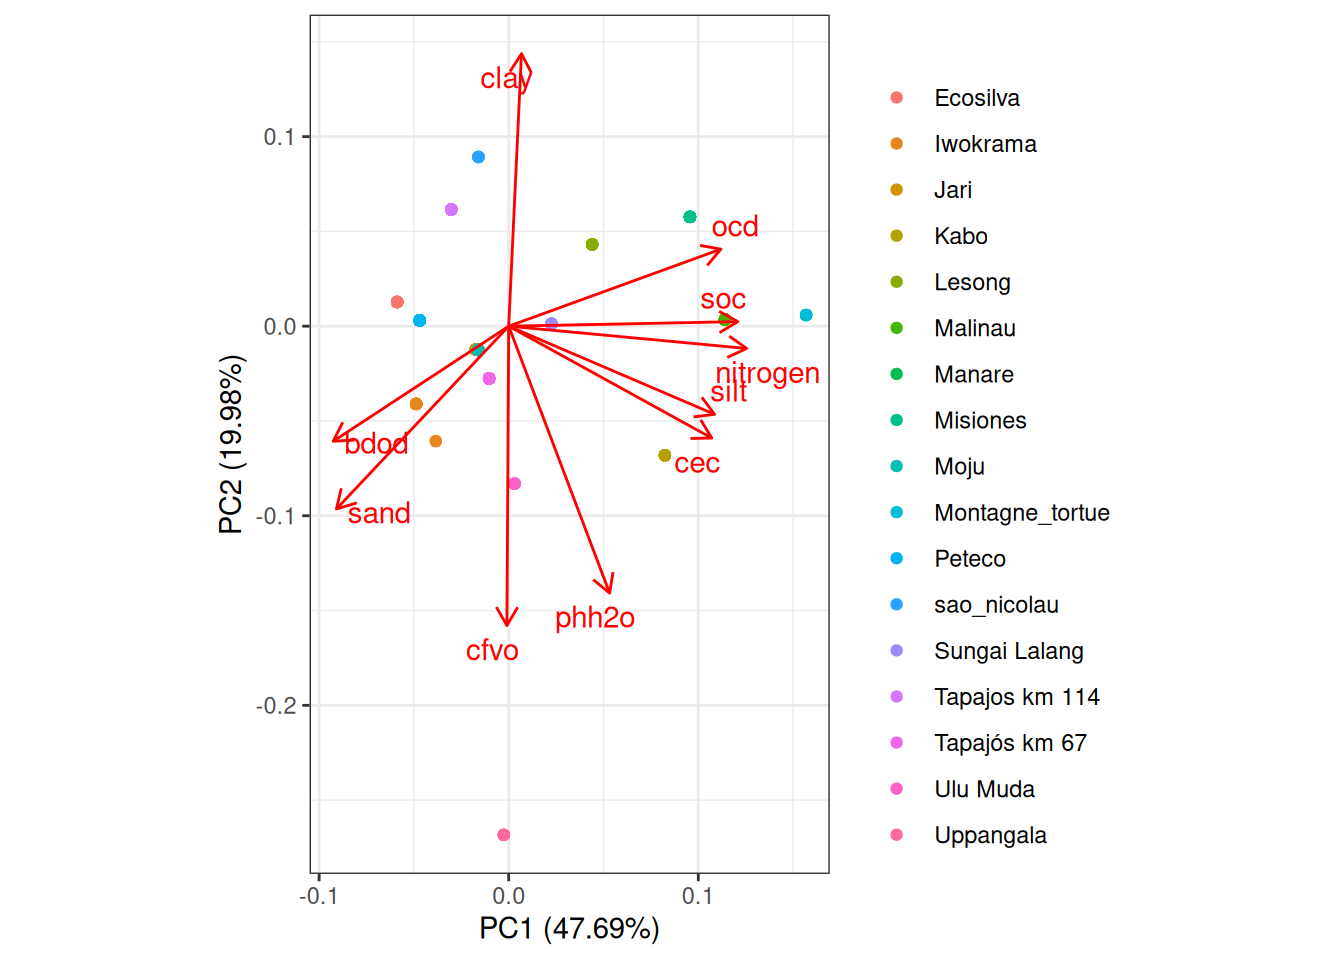 clay
0.1
ocd
soc
0.0
nitrogen
silt
bdod
cec
sand
-0.1
phh2o
cfvo
-0.2
-0.1
0.0
0.1
PC1 (47.69%)
PC2 (19.98%)
Ecosilva
Iwokrama
Jari
Kabo
Lesong
Malinau
Manare
Misiones
Moju
Montagne_tortue
Peteco
sao_nicolau
Sungai Lalang
Tapajos km 114
Tapajós km 67
Ulu Muda
Uppangala